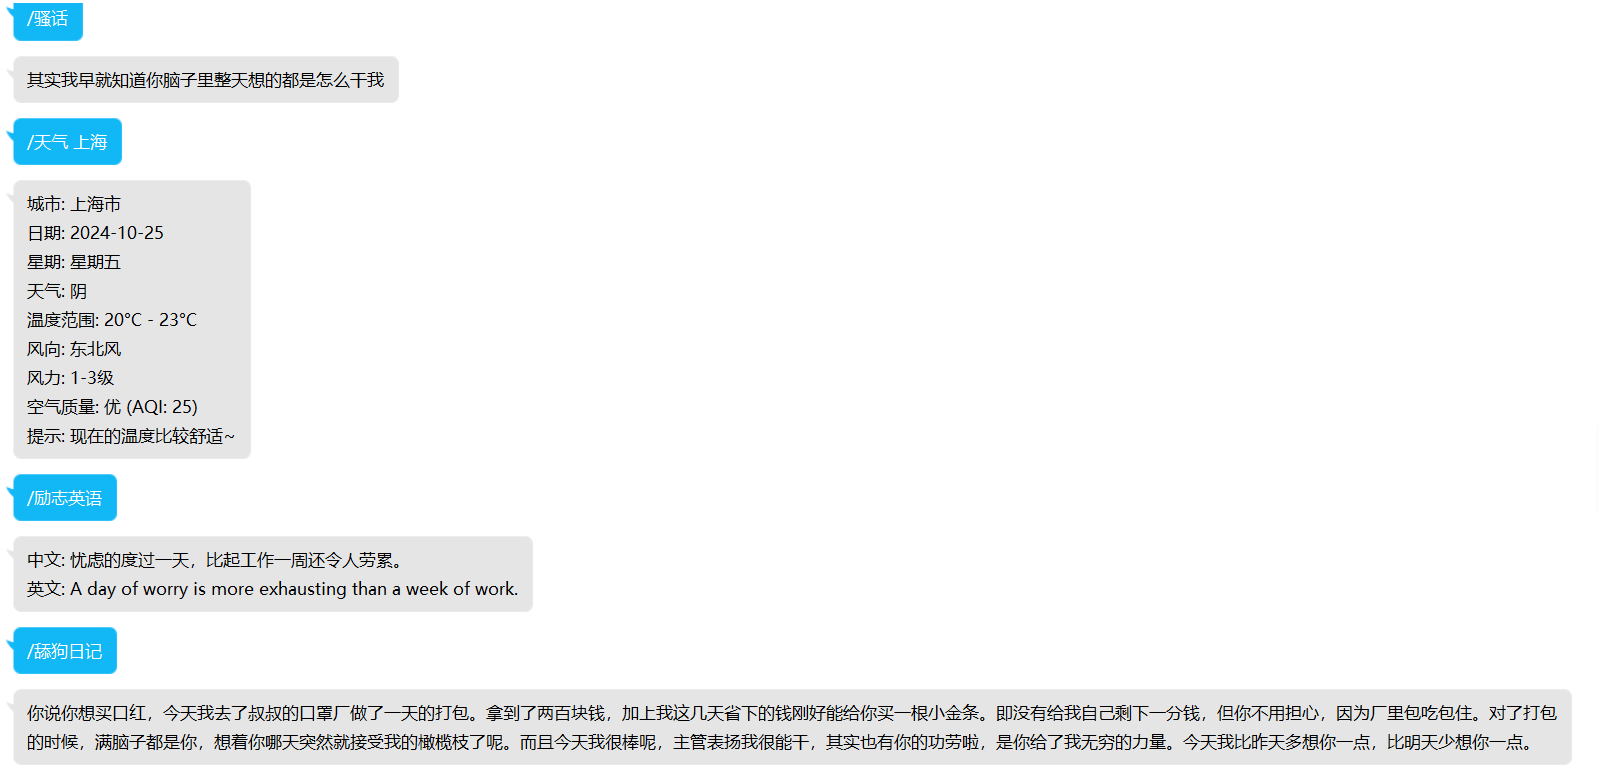 /骚话
其实我早就知道你脑子里整天想的都是怎么干我
/天气 上海
城市: 上海市
日期: 2024-10-25
星期: 星期五
天气: 阴
温度范围: 20°C - 23°C
风向: 东北风
风力: 1-3级
空气质量: 优 (AQI: 25)
提示: 现在的温度比较舒适~
/励志英语
中文: 忧虑的度过一天，比起工作一周还令人劳累。
英文: A day of worry is more exhausting than a week of work.
/舔狗日记
你说你想买口红，今天我去了叔叔的口罩厂做了一天的打包。拿到了两百块钱，加上我这几天省下的钱刚好能给你买一根小金条。即没有给我自己剩下一分钱，但你不用担心，因为厂里包吃包住。对了打包
的时候，满脑子都是你，想着你哪天突然就接受我的橄榄枝了呢。而且今天我很棒呢，主管表扬我很能干，其实也有你的功劳啦，是你给了我无穷的力量。今天我比昨天多想你一点，比明天少想你一点。